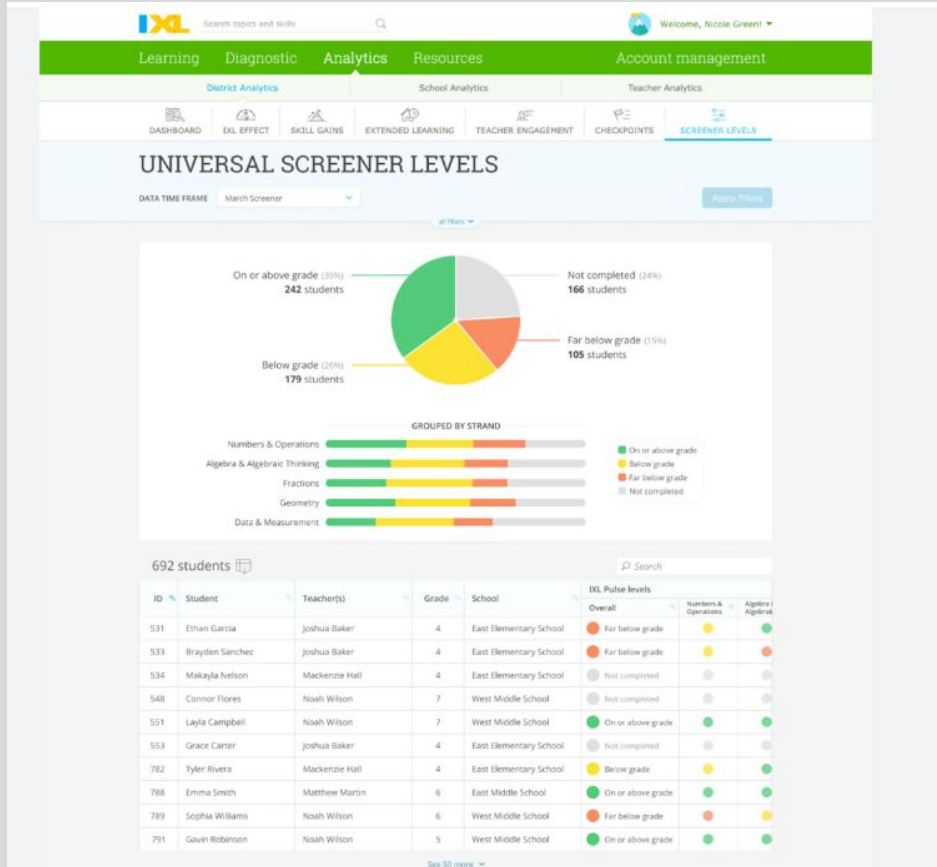 IXL Search topics and skills Welcome, Nicole Green!
Learning Diagnostic Analytics Resources Account management
District Analytics School Analytics Teacher Analytics
DASHBOARD IXL EFFECT SKILL GAINS EXTENDED LEARNING TEACHER ENGAGEMENT CHECKPOINTS SCREENER LEVELS
UNIVERSAL SCREENER LEVELS
DATA TIME FRAME March Screener Apply filters
all filters
On or above grade (35%) Not completed (24%)
242 students 166 students
Far below grade (15%)
105 students
Below grade (26%)
179 students
GROUPED BY STRAND
Numbers & Operations
Algebra & Algebraic Thinking
Fractions
Geometry
Data & Measurement
On or above grade
Below grade
Far below grade
Not completed
692 students Search
ID Student Teacher(s) Grade School IXL Pulse levels
Overall Numbers & Operations Algebra & Algebrai
531 Ethan Garcia Joshua Baker 4 East Elementary School Far below grade
533 Brayden Sanchez Joshua Baker 4 East Elementary School Far below grade
534 Makayla Nelson Mackenzie Hall 4 East Elementary School Not completed
548 Connor Flores Noah Wilson 7 West Middle School Not completed
551 Layla Campbell Noah Wilson 7 West Middle School On or above grade
553 Grace Carter Joshua Baker 4 East Elementary School Not completed
782 Tyler Rivera Mackenzie Hall 4 East Elementary School Below grade
788 Emma Smith Matthew Martin 6 East Middle School On or above grade
789 Sophia Williams Noah Wilson 6 West Middle School Far below grade
791 Gavin Robinson Noah Wilson 5 West Middle School On or above grade
See 50 more